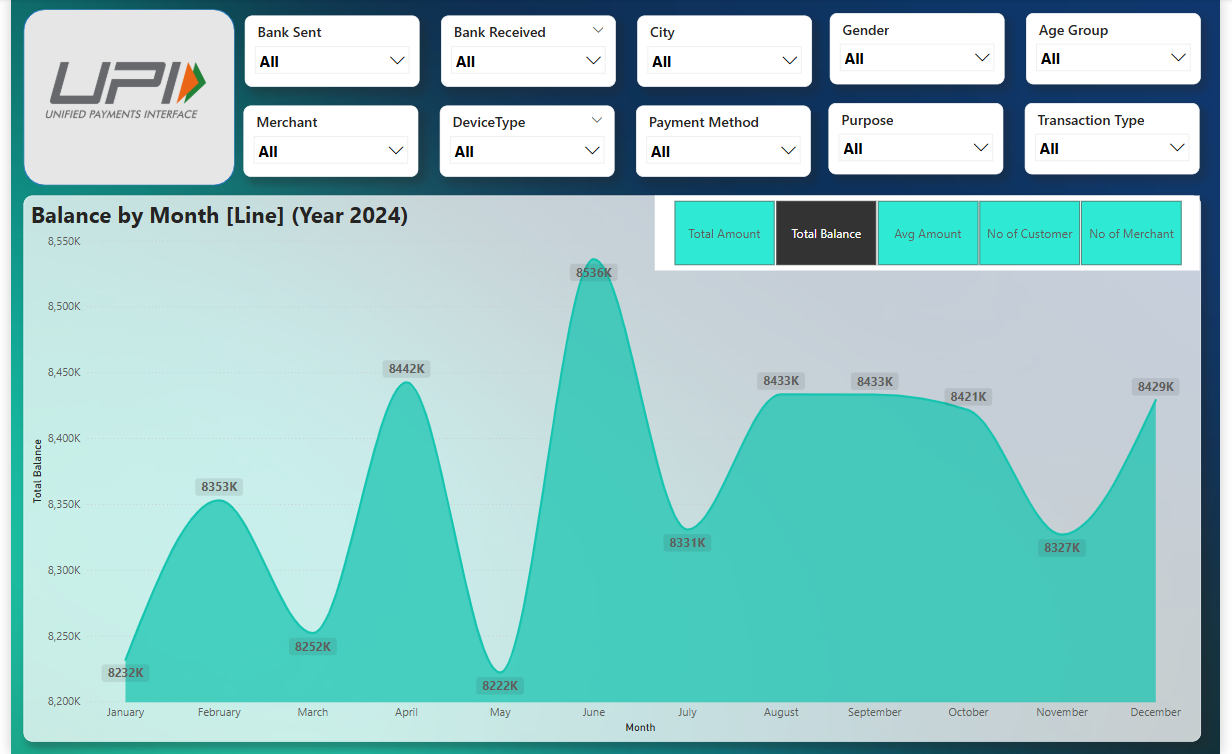 Bank Sent
All
Bank Received
All
City
All
Gender
All
Age Group
All
UPI
UNIFIED PAYMENTS INTERFACE
Merchant
All
DeviceType
All
Payment Method
All
Purpose
All
Transaction Type
All
Balance by Month [Line] (Year 2024)
Total Amount
Total Balance
Avg Amount
No of Customer
No of Merchant
8,550K
8,500K
8,450K
8,400K
8,350K
8,300K
8,250K
8,200K
Total Balance
8232K
8353K
8252K
8442K
8222K
8536K
8331K
8433K
8433K
8421K
8327K
8429K
January
February
March
April
May
June
July
August
September
October
November
December
Month